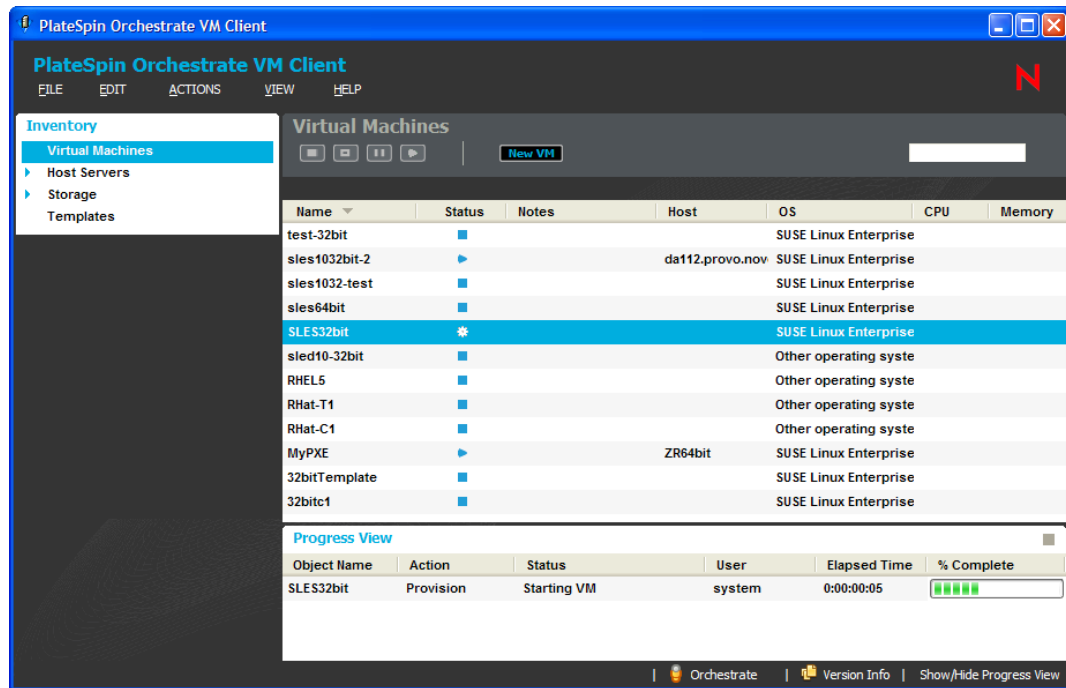 PlateSpin Orchestrate VM Client
PlateSpin Orchestrate VM Client
FILE EDIT ACTIONS VIEW HELP
N
Inventory
Virtual Machines
Host Servers
Storage
Templates
Virtual Machines
New VM
Name Status Notes Host OS CPU Memory
test-32bit SUSE Linux Enterprise
sles1032bit-2 da112.provo.nov SUSE Linux Enterprise
sles1032-test SUSE Linux Enterprise
sles64bit SUSE Linux Enterprise
SLES32bit SUSE Linux Enterprise
sled10-32bit Other operating syste
RHEL5 Other operating syste
RHat-T1 Other operating syste
RHat-C1 Other operating syste
MyPXE ZR64bit SUSE Linux Enterprise
32bitTemplate SUSE Linux Enterprise
32bitc1 SUSE Linux Enterprise
Progress View
Object Name Action Status User Elapsed Time % Complete
SLES32bit Provision Starting VM system 0:00:00:05
| Orchestrate | Version Info | Show/Hide Progress View